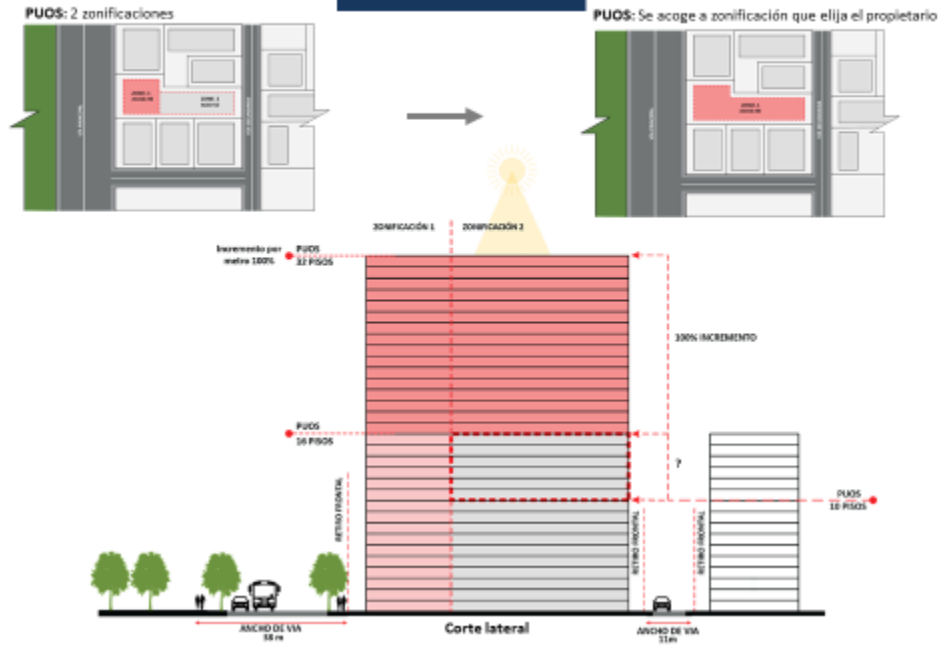 PUOS: 2 zonificaciones
PUOS: Se acoge a zonificación que elija el propietario
ZONIFICACIÓN 1
ZONIFICACIÓN 2
Incremento por
metro 100%
PUOS
32 PISOS
100% INCREMENTO
PUOS
16 PISOS
?
PUOS
10 PISOS
RETIRO FRONTAL
RETIRO FRONTAL
RETIRO FRONTAL
ANCHO DE VIA
38 m
Corte lateral
ANCHO DE VIA
11m